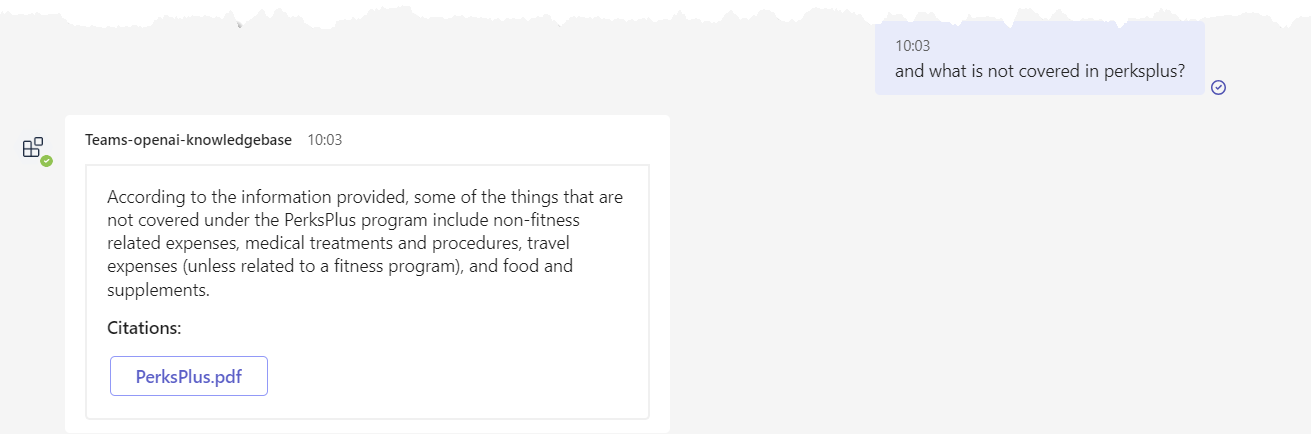 10:03
and what is not covered in perksplus?
Teams-openai-knowledgebase 10:03
According to the information provided, some of the things that are
not covered under the PerksPlus program include non-fitness
related expenses, medical treatments and procedures, travel
expenses (unless related to a fitness program), and food and
supplements.
Citations:
PerksPlus.pdf